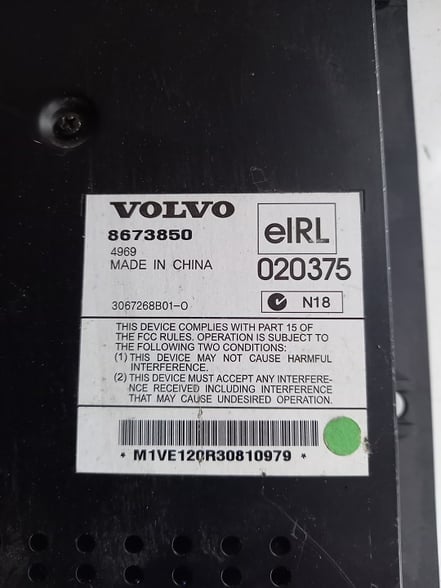 VOLVO
8673850
4969
MADE IN CHINA
eIRL
020375
3067268B01-0
N18
THIS DEVICE COMPLIES WITH PART 15 OF
THE FCC RULES. OPERATION IS SUBJECT TO
THE FOLLOWING TWO CONDITIONS:
(1) THIS DEVICE MAY NOT CAUSE HARMFUL
INTERFERENCE.
(2) THIS DEVICE MUST ACCEPT ANY INTERFERE-
NCE RECEIVED INCLUDING INTERFERENCE
THAT MAY CAUSE UNDESIRED OPERATION.
* M1VE120R30810979 *